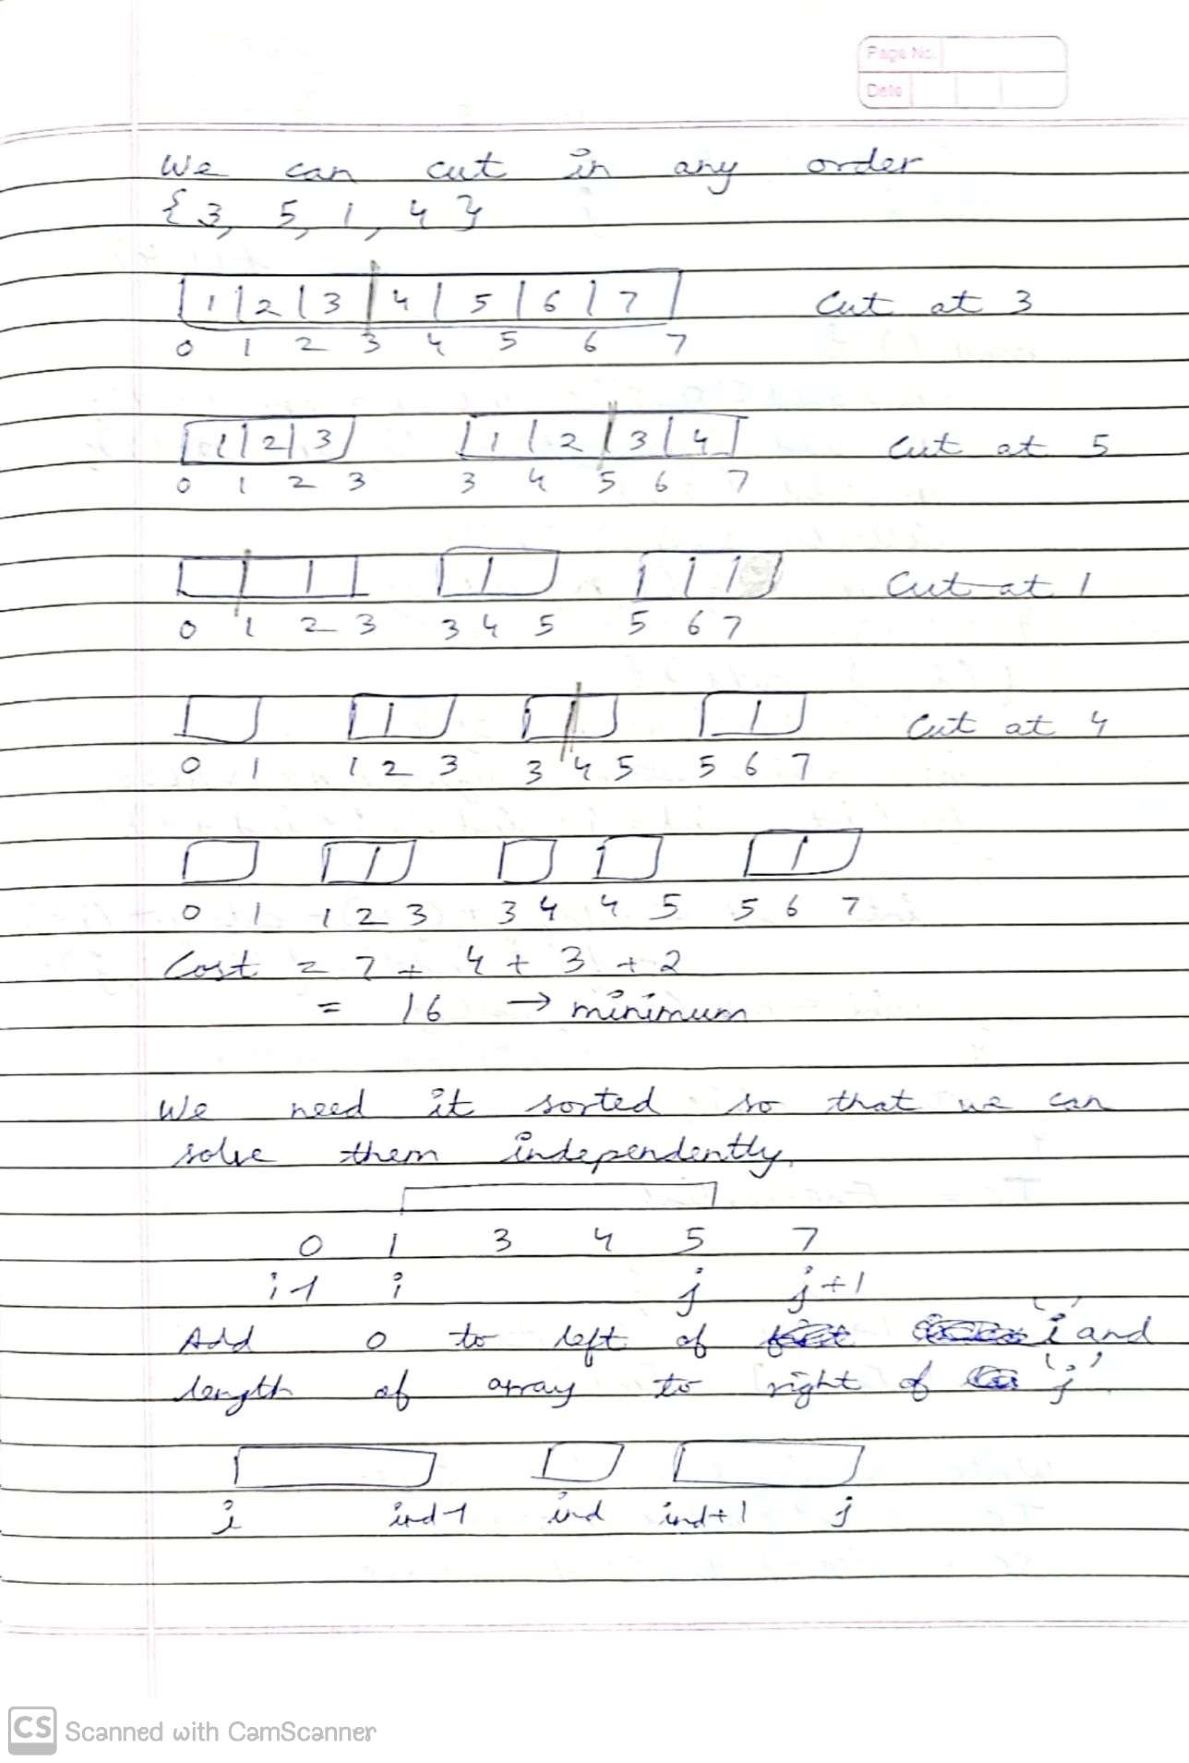 Page No.
Date
We can cut in any order
{3, 5, 1, 4}
1 2 3 4 5 6 7 Cut at 3
0 1 2 3 4 5 6 7
1 2 3 1 2 3 4 Cut at 5
0 1 2 3 3 4 5 6 7
Cut at 1
0 1 2 3 3 4 5 5 6 7
Cut at 4
0 1 1 2 3 3 4 5 5 6 7
0 1 1 2 3 3 4 4 5 5 6 7
Cost = 7 + 4 + 3 + 2
= 16 → minimum
We need it sorted so that we can
solve them independently.
0 1 3 4 5 7
i-1 i j j+1
Add 0 to left of 'i' and
length of array to right of 'j'.
i ind-1 ind ind+1 j
CS Scanned with CamScanner